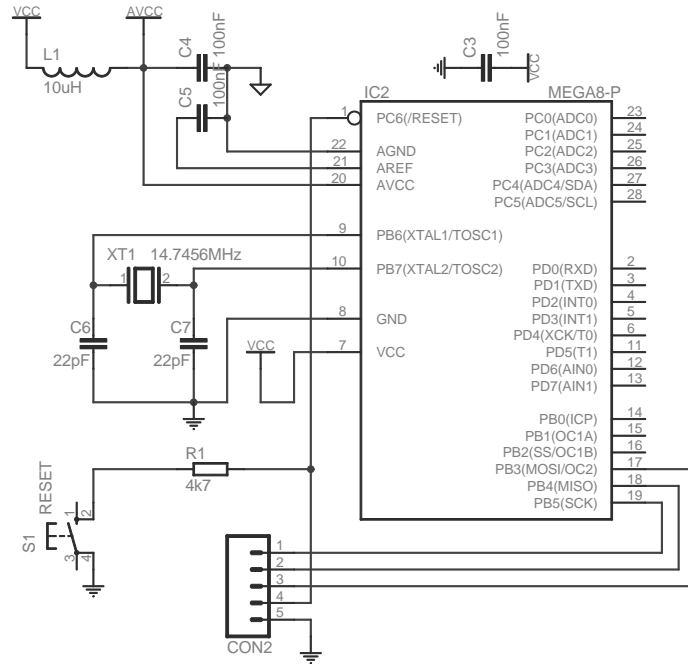 VCC
AVCC
L1
10uH
C4
100nF
C5
100nF
C3
100nF
VCC
IC2
MEGA8-P
1 PC6(/RESET)
22 AGND
21 AREF
20 AVCC
9 PB6(XTAL1/TOSC1)
10 PB7(XTAL2/TOSC2)
8 GND
7 VCC
PC0(ADC0) 23
PC1(ADC1) 24
PC2(ADC2) 25
PC3(ADC3) 26
PC4(ADC4/SDA) 27
PC5(ADC5/SCL) 28
PD0(RXD) 2
PD1(TXD) 3
PD2(INT0) 4
PD3(INT1) 5
PD4(XCK/T0) 6
PD5(T1) 11
PD6(AIN0) 12
PD7(AIN1) 13
PB0(ICP) 14
PB1(OC1A) 15
PB2(SS/OC1B) 16
PB3(MOSI/OC2) 17
PB4(MISO) 18
PB5(SCK) 19
XT1
14.7456MHz
1
2
C6
22pF
C7
22pF
VCC
R1
4k7
RESET
S1
1
2
3
4
1
2
3
4
5
CON2